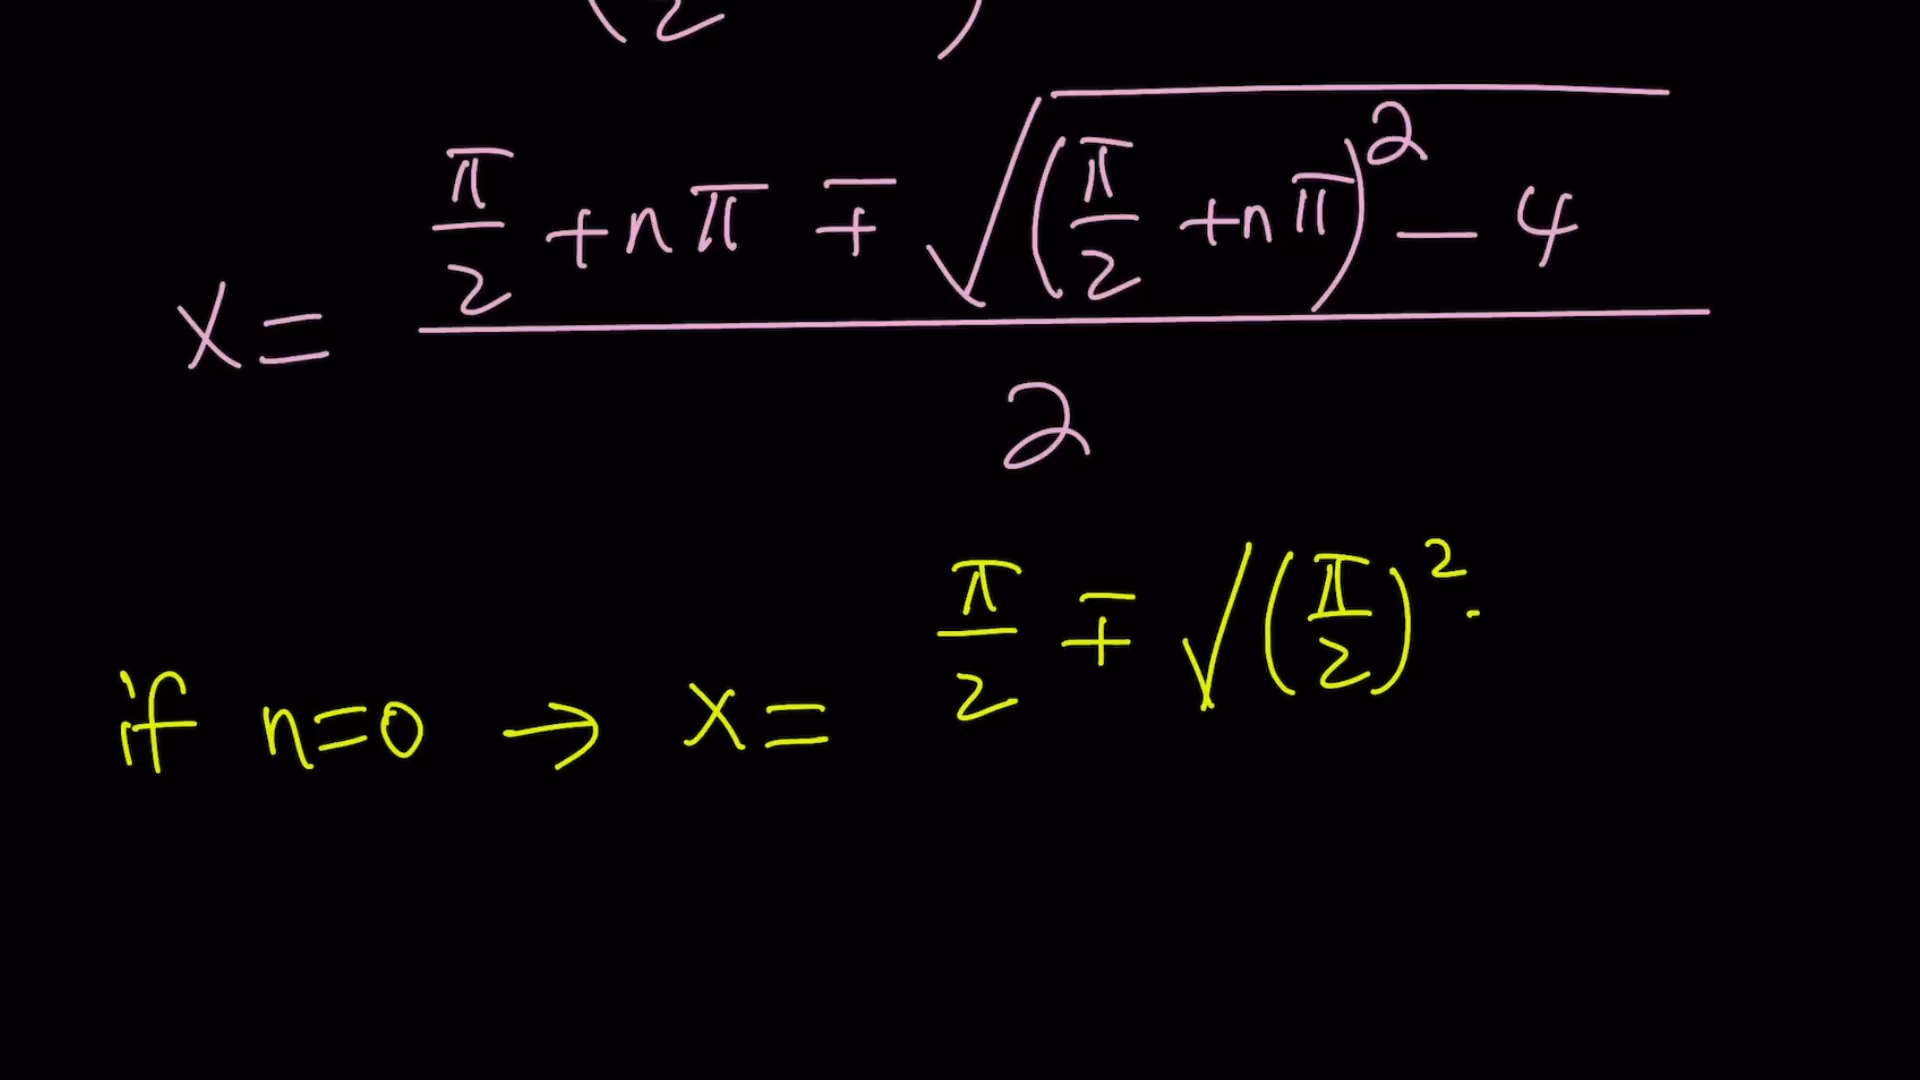 x = (π/2 + nπ ∓ √((π/2 + nπ)² - 4)) / 2
if n=0 → x = π/2 ∓ √(π/2)² -